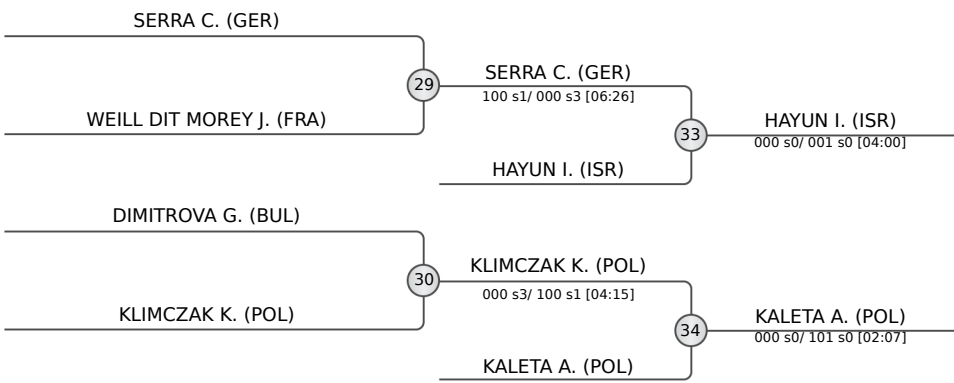 SERRA C. (GER)
29
WEILL DIT MOREY J. (FRA)
SERRA C. (GER)
100 s1/ 000 s3 [06:26]
33
HAYUN I. (ISR)
HAYUN I. (ISR)
000 s0/ 001 s0 [04:00]
DIMITROVA G. (BUL)
30
KLIMCZAK K. (POL)
KLIMCZAK K. (POL)
000 s3/ 100 s1 [04:15]
34
KALETA A. (POL)
KALETA A. (POL)
000 s0/ 101 s0 [02:07]